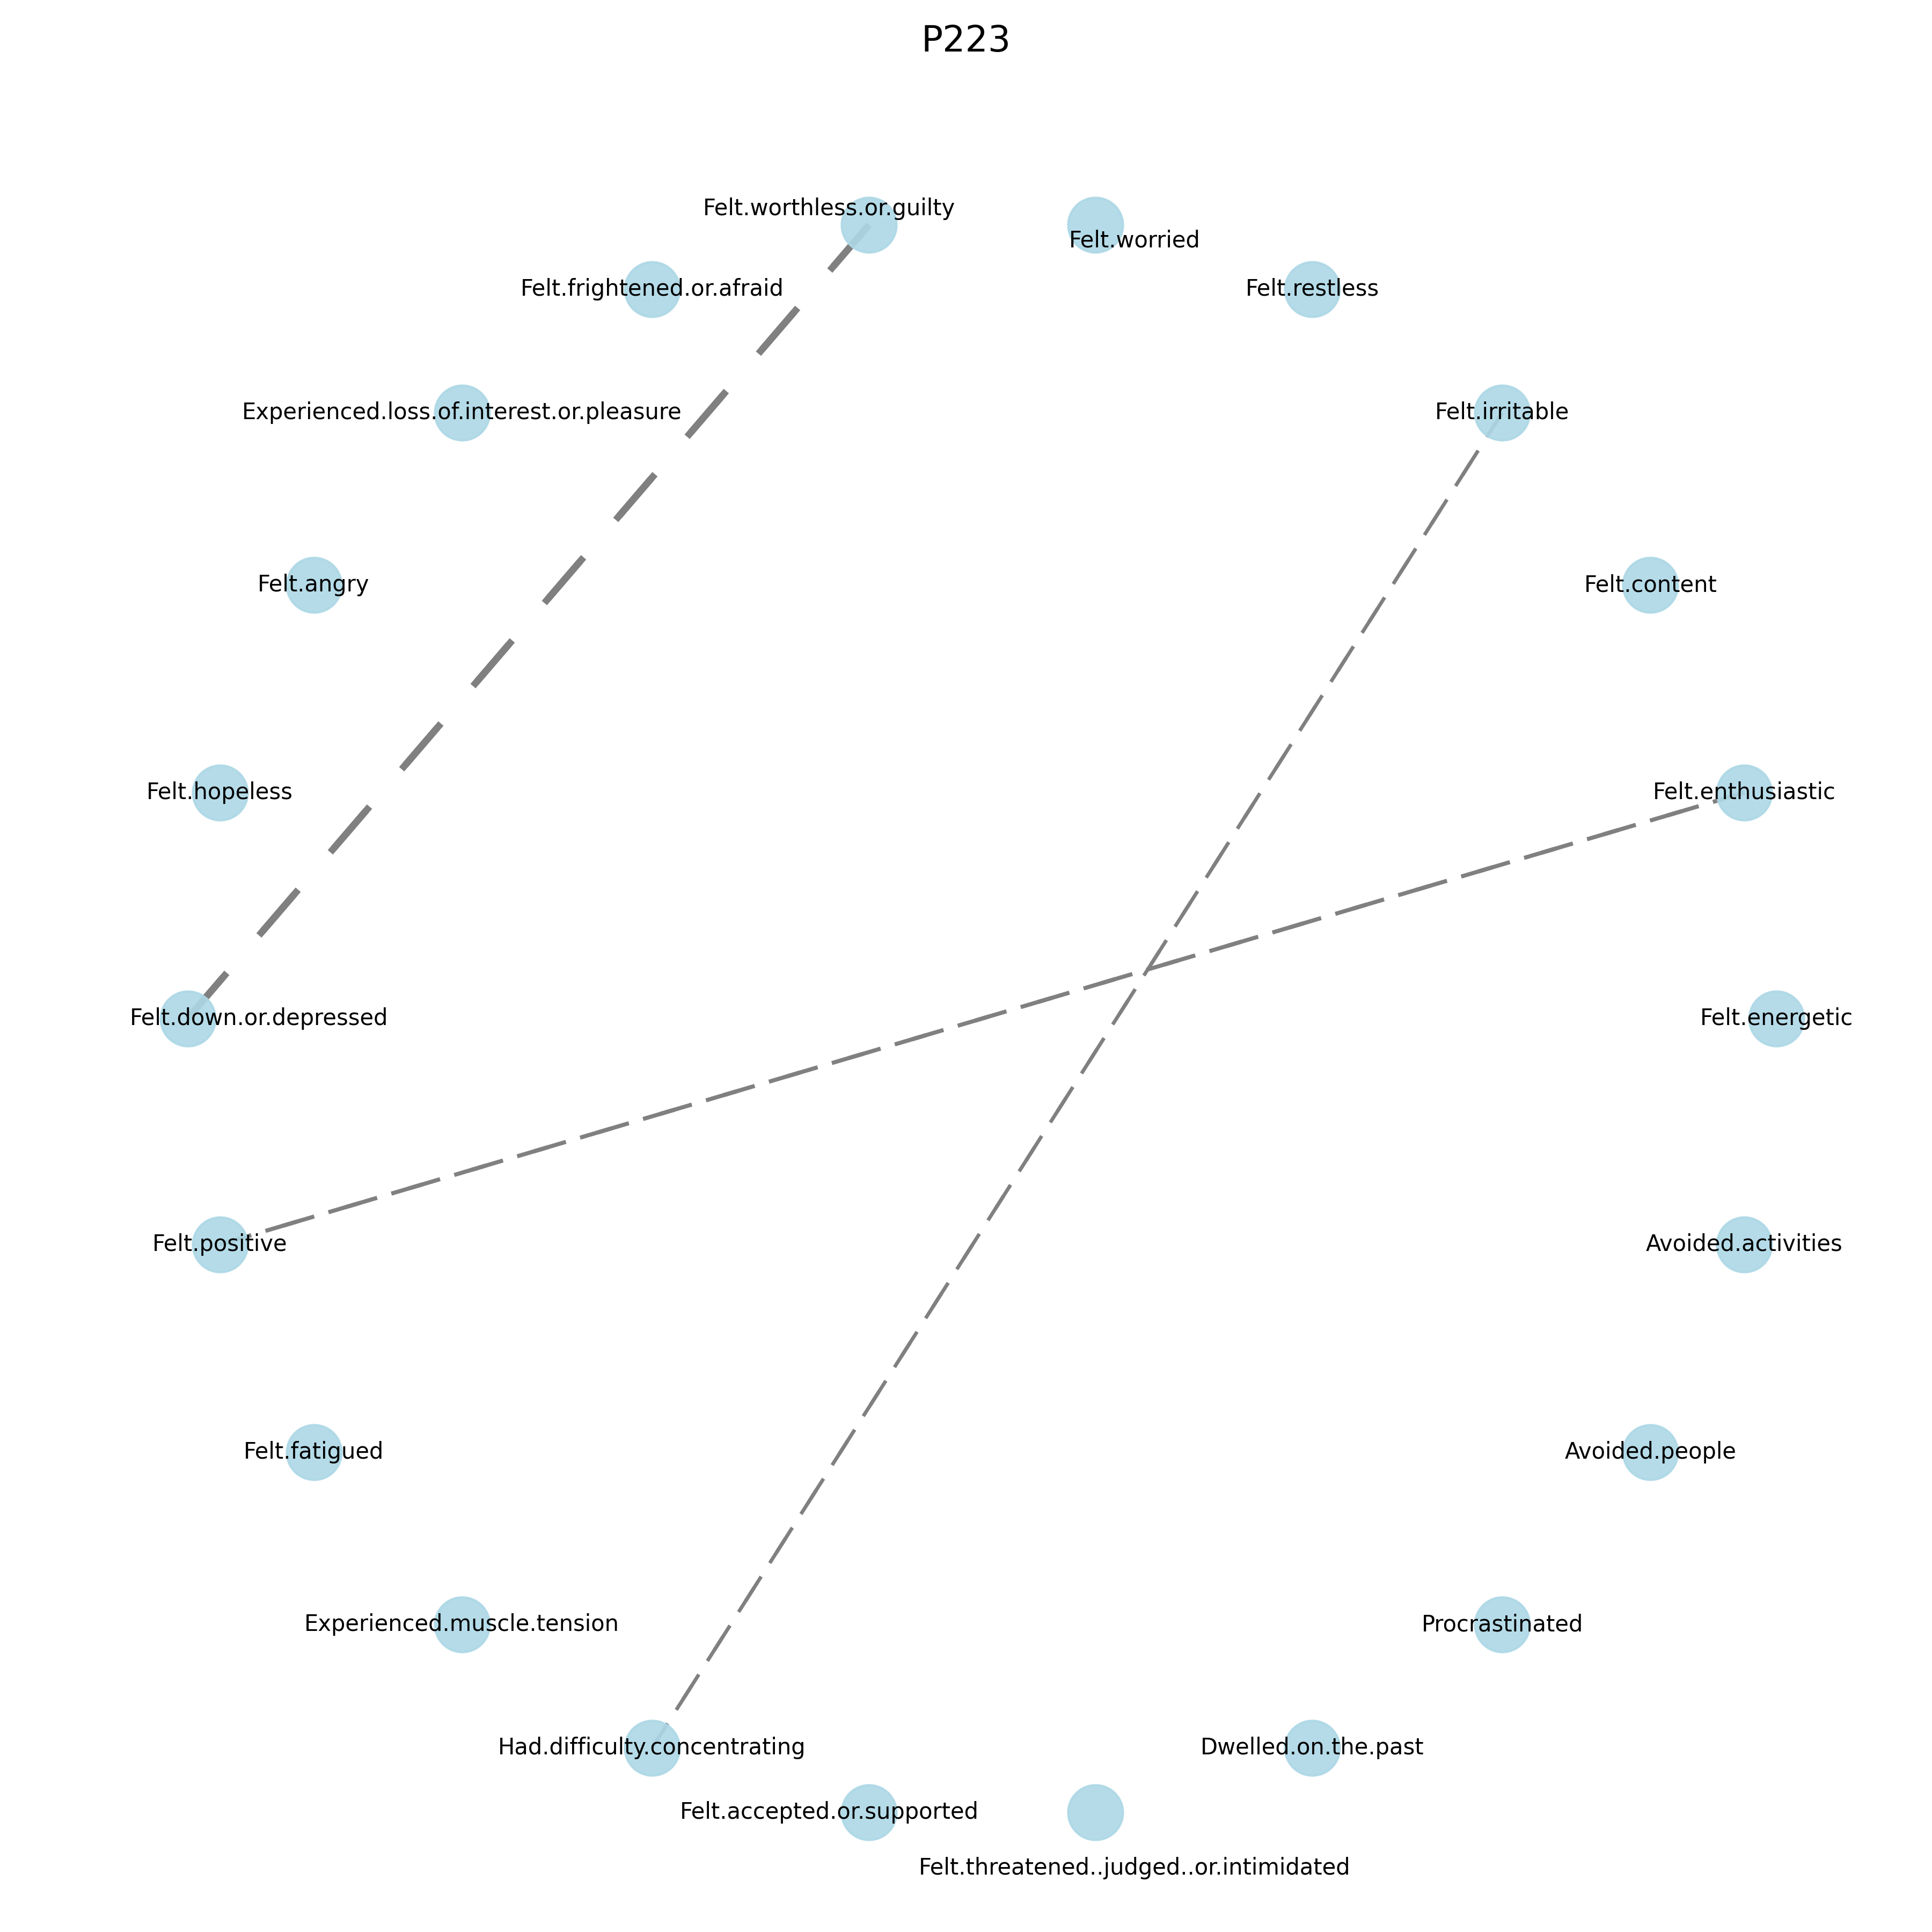 P223
Felt.worthless.or.guilty
Felt.worried
Felt.frightened.or.afraid
Felt.restless
Experienced.loss.of.interest.or.pleasure
Felt.irritable
Felt.angry
Felt.content
Felt.hopeless
Felt.enthusiastic
Felt.down.or.depressed
Felt.energetic
Felt.positive
Avoided.activities
Felt.fatigued
Avoided.people
Experienced.muscle.tension
Procrastinated
Had.difficulty.concentrating
Dwelled.on.the.past
Felt.accepted.or.supported
Felt.threatened..judged..or.intimidated